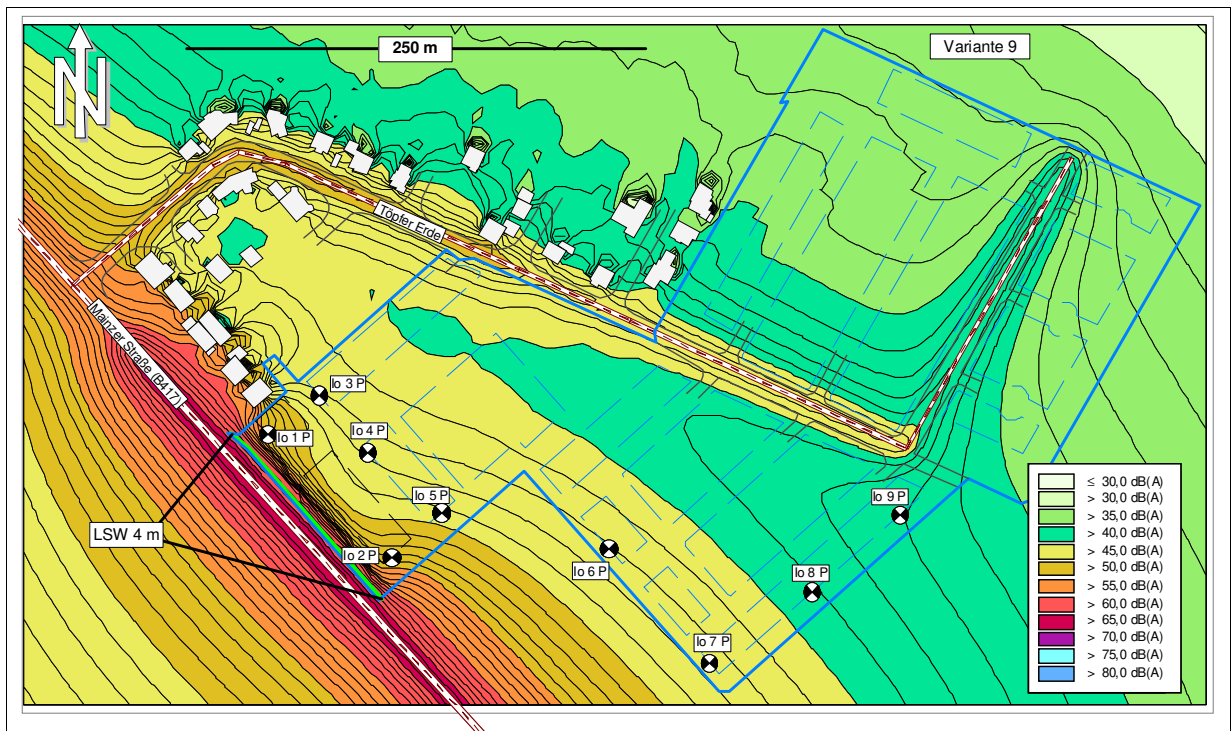 250 m
Variante 9
N
Töpfer Erde
Mainzer Straße (B417)
Io 3 P
Io 1 P
Io 4 P
Io 5 P
Io 2 P
LSW 4 m
Io 6 P
Io 7 P
Io 8 P
Io 9 P
≤ 30,0 dB(A)
> 30,0 dB(A)
> 35,0 dB(A)
> 40,0 dB(A)
> 45,0 dB(A)
> 50,0 dB(A)
> 55,0 dB(A)
> 60,0 dB(A)
> 65,0 dB(A)
> 70,0 dB(A)
> 75,0 dB(A)
> 80,0 dB(A)